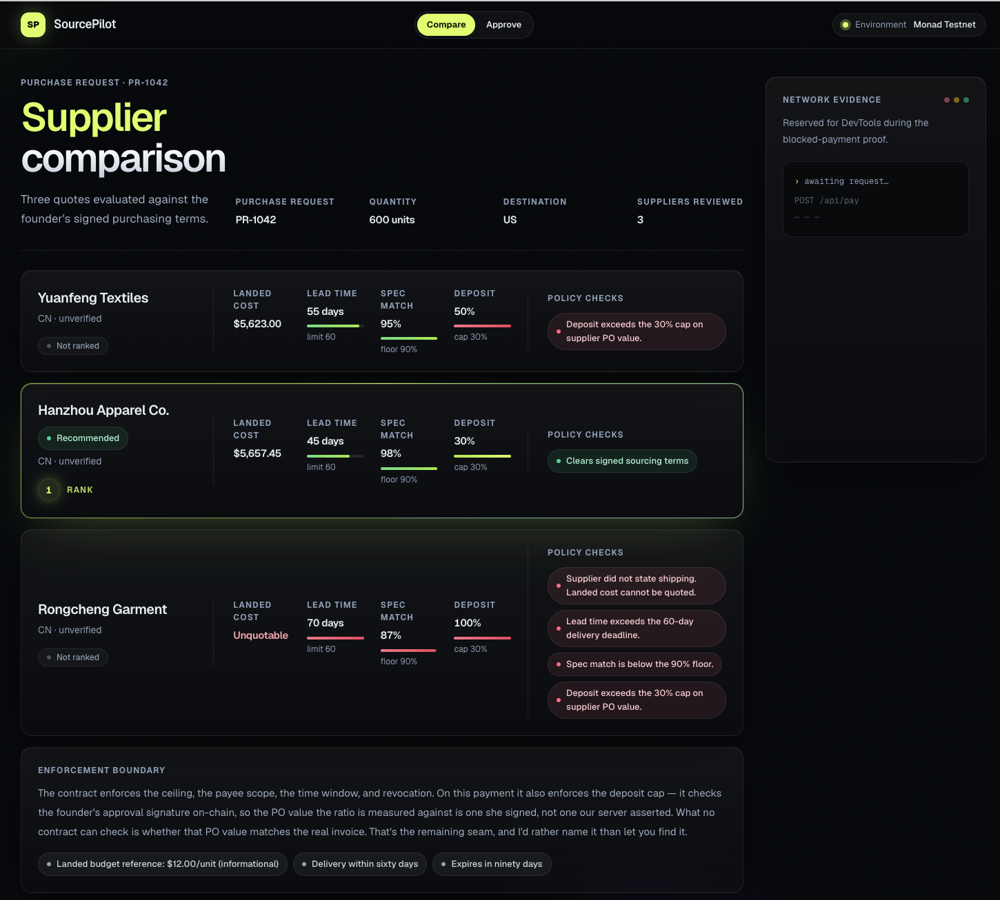 SP
SourcePilot
Compare
Approve
Environment Monad Testnet
PURCHASE REQUEST · PR-1042
Supplier
comparison
Three quotes evaluated against the
founder's signed purchasing terms.
PURCHASE REQUEST
PR-1042
QUANTITY
600 units
DESTINATION
US
SUPPLIERS REVIEWED
3
NETWORK EVIDENCE
Reserved for DevTools during the
blocked-payment proof.
› awaiting request…
POST /api/pay
— — —
Yuanfeng Textiles
CN · unverified
Not ranked
LANDED
COST
$5,623.00
LEAD TIME
55 days
limit 60
SPEC
MATCH
95%
floor 90%
DEPOSIT
50%
cap 30%
POLICY CHECKS
Deposit exceeds the 30% cap on
supplier PO value.
Hanzhou Apparel Co.
Recommended
CN · unverified
1 RANK
LANDED
COST
$5,657.45
LEAD TIME
45 days
limit 60
SPEC
MATCH
98%
floor 90%
DEPOSIT
30%
cap 30%
POLICY CHECKS
Clears signed sourcing terms
Rongcheng Garment
CN · unverified
Not ranked
LANDED
COST
Unquotable
LEAD TIME
70 days
limit 60
SPEC
MATCH
87%
floor 90%
DEPOSIT
100%
cap 30%
POLICY CHECKS
Supplier did not state shipping.
Landed cost cannot be quoted.
Lead time exceeds the 60-day
delivery deadline.
Spec match is below the 90% floor.
Deposit exceeds the 30% cap on
supplier PO value.
ENFORCEMENT BOUNDARY
The contract enforces the ceiling, the payee scope, the time window, and revocation. On this payment it also enforces the deposit cap — it checks
the founder's approval signature on-chain, so the PO value the ratio is measured against is one she signed, not one our server asserted. What no
contract can check is whether that PO value matches the real invoice. That's the remaining seam, and I'd rather name it than let you find it.
Landed budget reference: $12.00/unit (informational)
Delivery within sixty days
Expires in ninety days